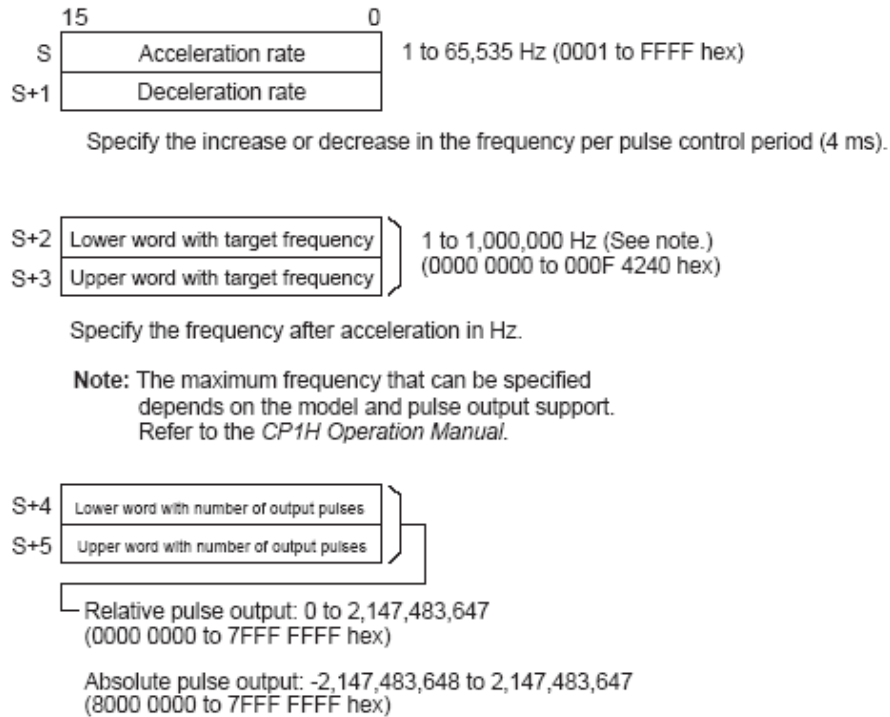 15 0
S Acceleration rate 1 to 65,535 Hz (0001 to FFFF hex)
S+1 Deceleration rate
Specify the increase or decrease in the frequency per pulse control period (4 ms).
S+2 Lower word with target frequency 1 to 1,000,000 Hz (See note.)
S+3 Upper word with target frequency (0000 0000 to 000F 4240 hex)
Specify the frequency after acceleration in Hz.
Note: The maximum frequency that can be specified
depends on the model and pulse output support.
Refer to the CP1H Operation Manual.
S+4 Lower word with number of output pulses
S+5 Upper word with number of output pulses
Relative pulse output: 0 to 2,147,483,647
(0000 0000 to 7FFF FFFF hex)
Absolute pulse output: -2,147,483,648 to 2,147,483,647
(8000 0000 to 7FFF FFFF hex)